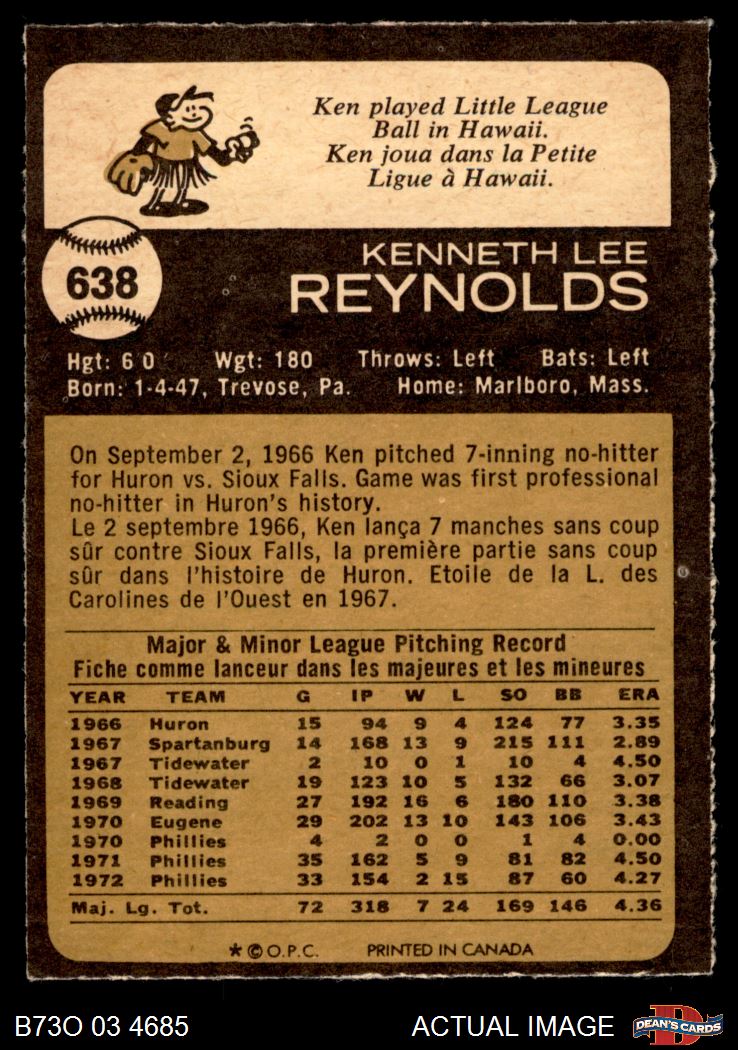 Ken played Little League
Ball in Hawaii.
Ken joua dans la Petite
Ligue à Hawaii.
638
KENNETH LEE
REYNOLDS
Hgt: 6 0 Wgt: 180 Throws: Left Bats: Left
Born: 1-4-47, Trevose, Pa. Home: Marlboro, Mass.
On September 2, 1966 Ken pitched 7-inning no-hitter
for Huron vs. Sioux Falls. Game was first professional
no-hitter in Huron's history.
Le 2 septembre 1966, Ken lança 7 manches sans coup
sûr contre Sioux Falls, la première partie sans coup
sûr dans l'histoire de Huron. Etoile de la L. des
Carolines de l'Ouest en 1967.
Major & Minor League Pitching Record
Fiche comme lanceur dans les majeures et les mineures
YEAR TEAM G IP W L SO BB ERA
1966 Huron 15 94 9 4 124 77 3.35
1967 Spartanburg 14 168 13 9 215 111 2.89
1967 Tidewater 2 10 0 1 10 4 4.50
1968 Tidewater 19 123 10 5 132 66 3.07
1969 Reading 27 192 16 6 180 110 3.38
1970 Eugene 29 202 13 10 143 106 3.43
1970 Phillies 4 2 0 0 1 4 0.00
1971 Phillies 35 162 5 9 81 82 4.50
1972 Phillies 33 154 2 15 87 60 4.27
Maj. Lg. Tot. 72 318 7 24 169 146 4.36
* © O.P.C. PRINTED IN CANADA
B73O 03 4685 ACTUAL IMAGE D DEAN'S CARDS